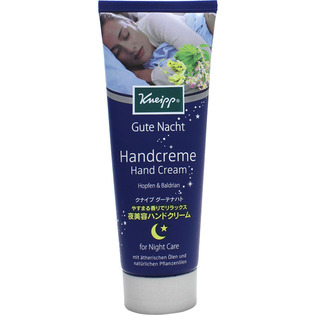 Kneipp®
Gute Nacht
Handcreme
Hand Cream
Hopfen & Baldrian
クナイプ グーテナハト
やすまる香りでリラックス
夜美容ハンドクリーム
for Night Care
mit ätherischen Ölen und
natürlichen Pflanzenölen